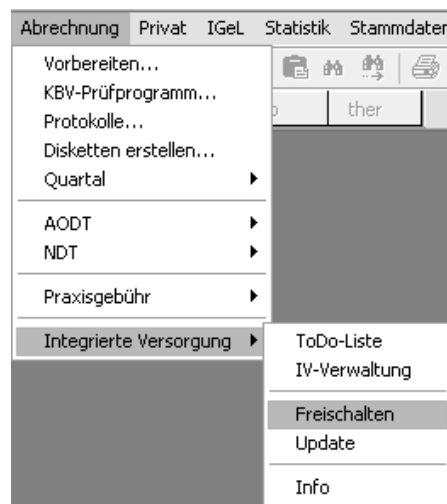 Abrechnung Privat IGeL Statistik Stammdaten
Vorbereiten...
KBV-Prüfprogramm...
Protokolle...
Disketten erstellen...
ther
Quartal
AODT
NDT
Praxisgebühr
Integrierte Versorgung
ToDo-Liste
IV-Verwaltung
Freischalten
Update
Info